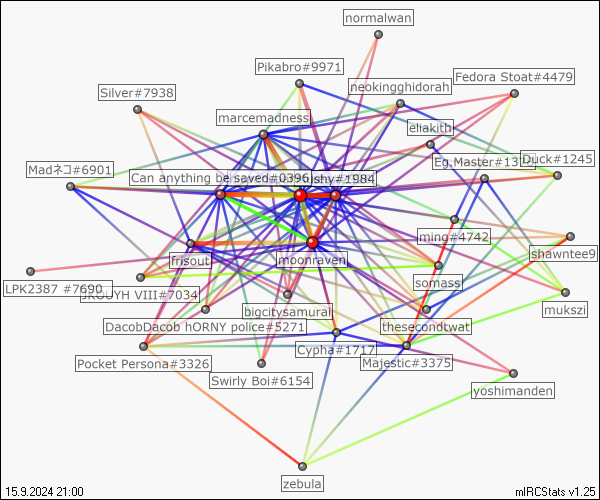 normalwan
Pikabro#9971
Fedora Stoat#4479
neokingghidorah
Silver#7938
marcemadness
eliakith
Duck#1245
Eg.Master#13
Madネコ#6901
Can anything be saved#0396
shy#1984
ming#4742
shawntee9
frisout
moonraven
somass
LPK2387 #7690
VIII#7034
bigcitysamurai
mukszi
DacobDacob hORNY police#5271
thesecondtwat
Cypha#1717
Majestic#3375
Pocket Persona#3326
Swirly Boi#6154
yoshimanden
zebula
15.9.2024 21:00
mIRCStats v1.25